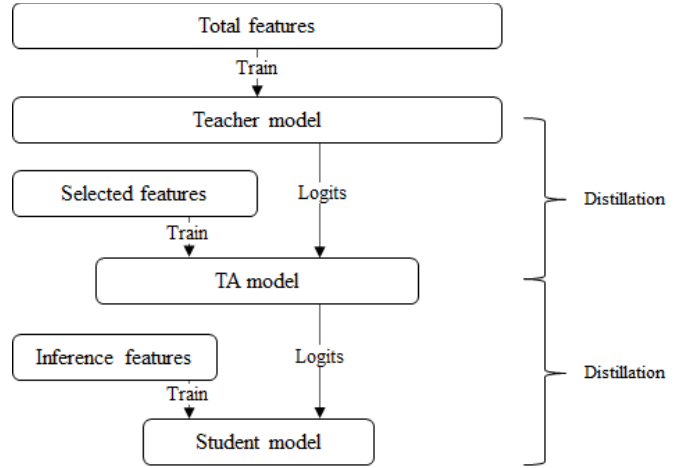 Total features
Train
Teacher model
Selected features
Logits
Distillation
Train
TA model
Inference features
Logits
Distillation
Train
Student model